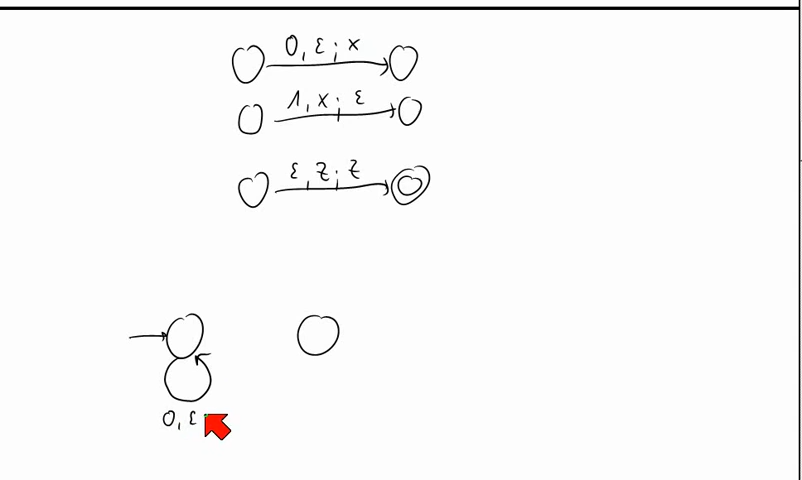 0, ε; x
1, x; ε
ε, Z; Z
0, ε